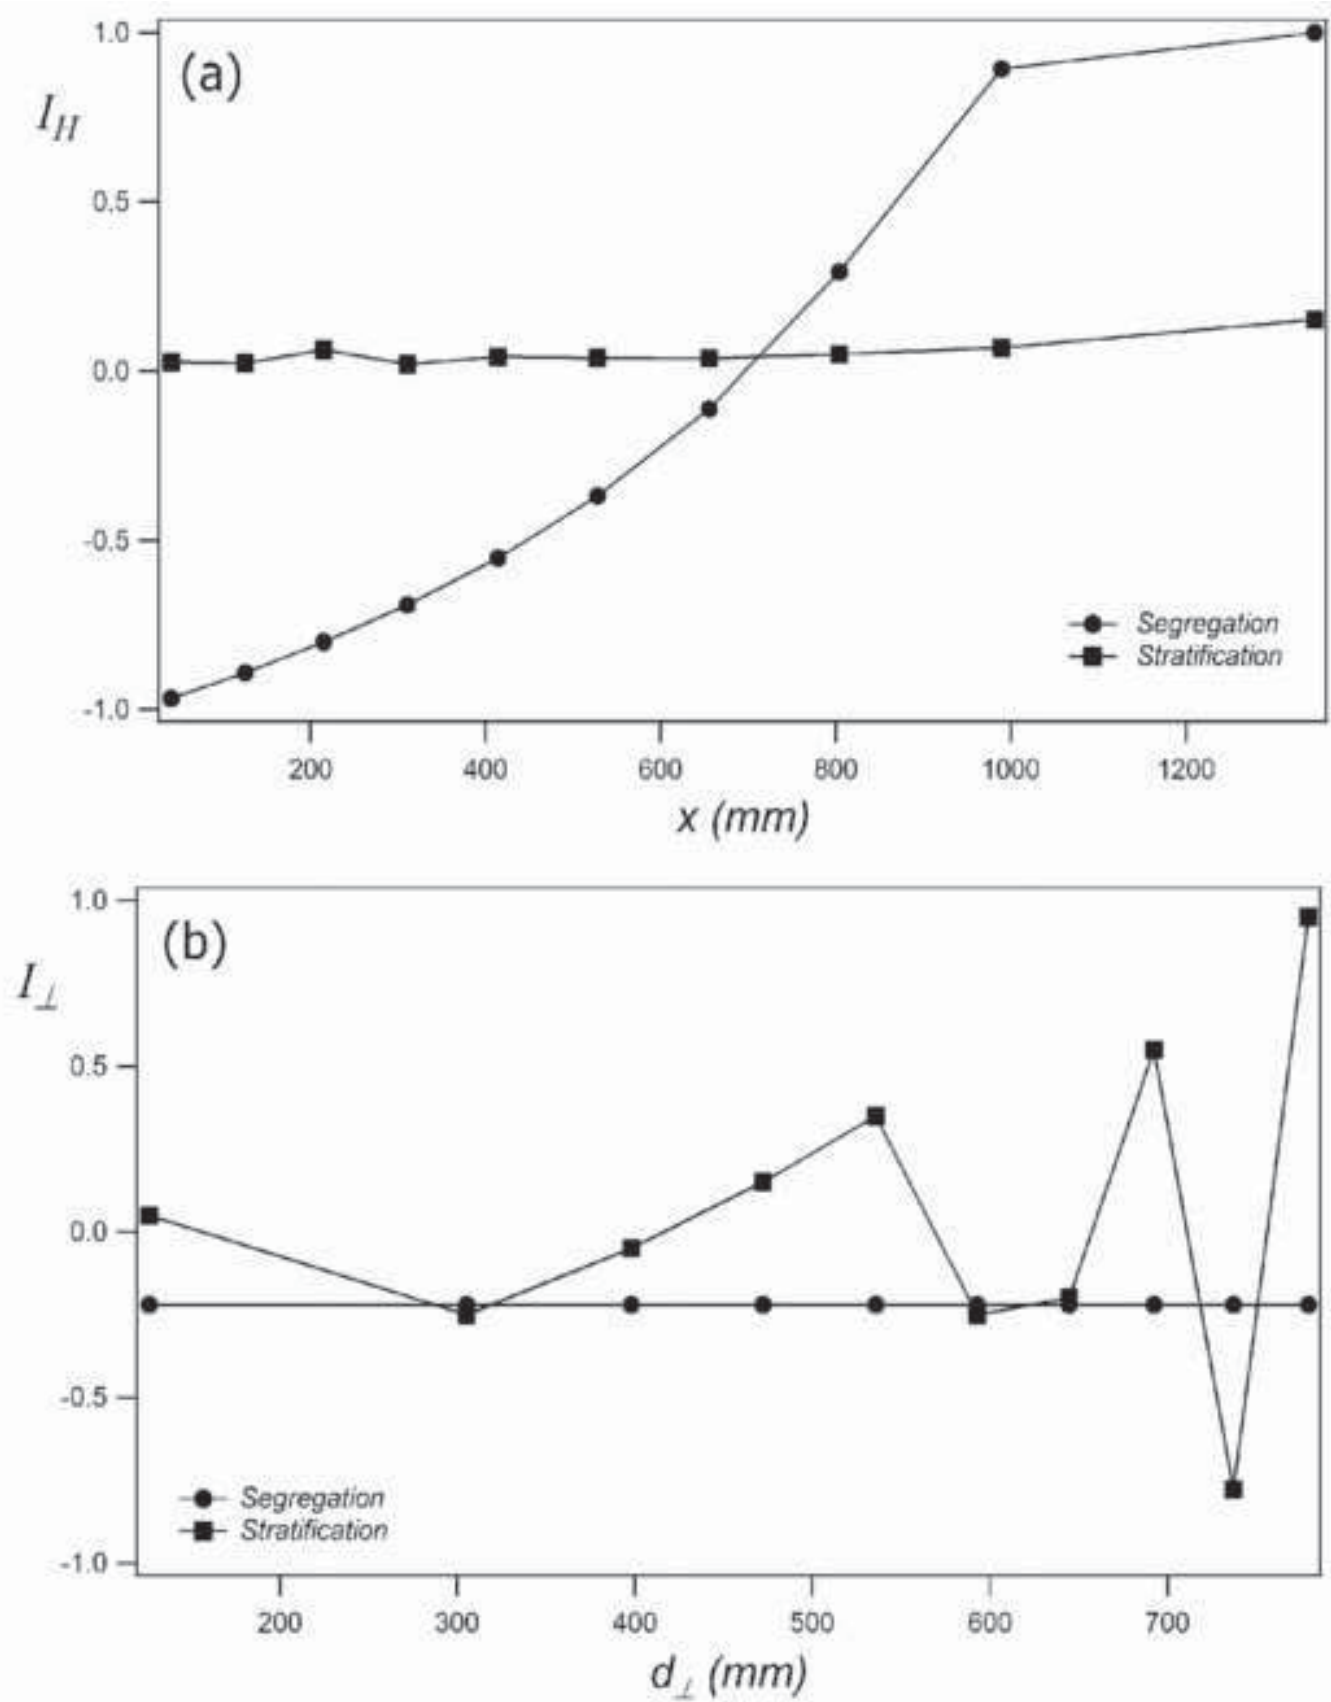 (a)
I_H
1.0
0.5
0.0
-0.5
-1.0
Segregation
Stratification
200 400 600 800 1000 1200
x (mm)
(b)
I_⊥
1.0
0.5
0.0
-0.5
-1.0
Segregation
Stratification
200 300 400 500 600 700
d_⊥ (mm)